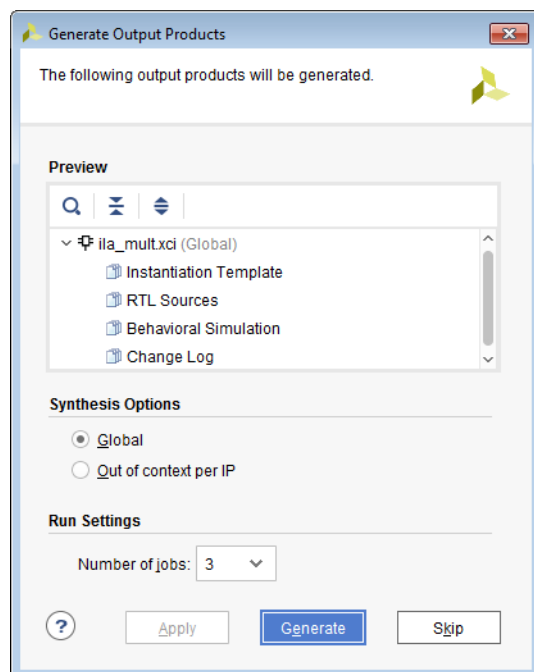 Generate Output Products
The following output products will be generated.
Preview
ila_mult.xci (Global)
Instantiation Template
RTL Sources
Behavioral Simulation
Change Log
Synthesis Options
Global
Out of context per IP
Run Settings
Number of jobs: 3
? Apply Generate Skip